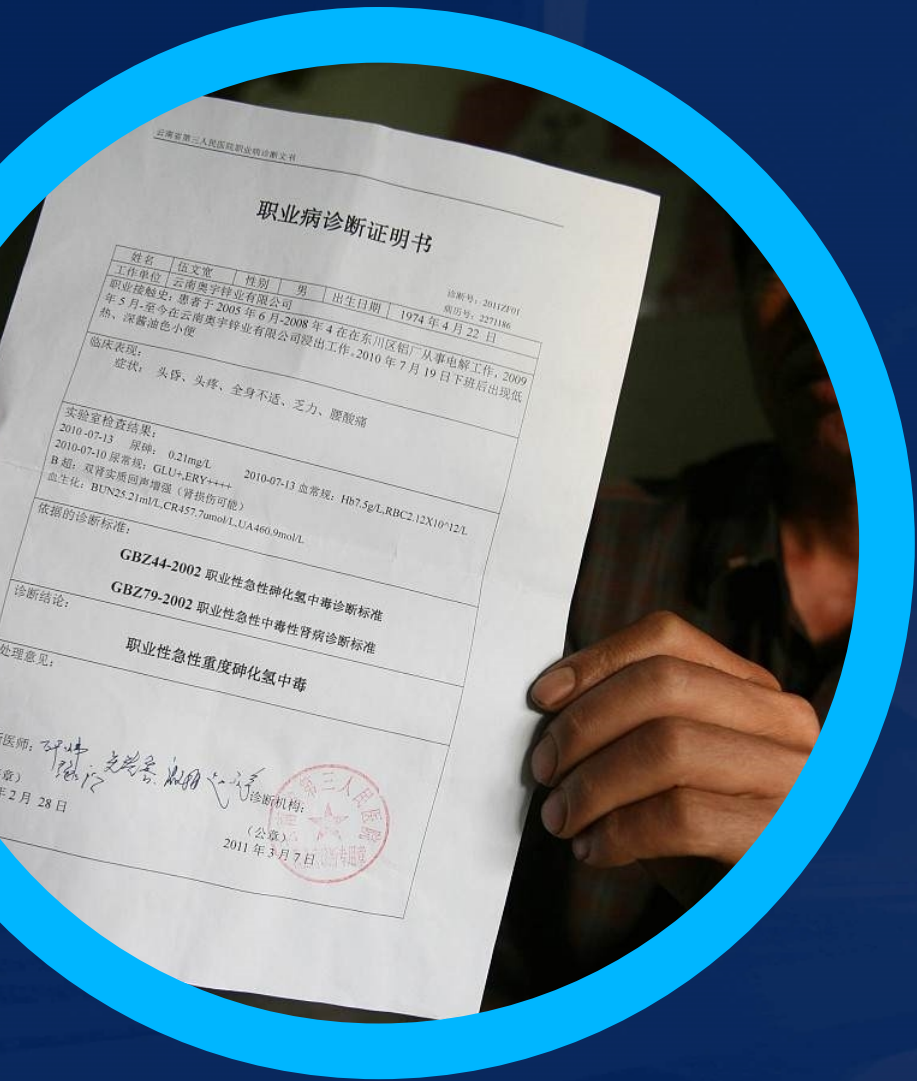 云南省第三人民医院职业病诊断文书
职业病诊断证明书
诊断号:2011ZF01
病历号:2271186
姓名 伍文宽 性别 男 出生日期 1974年4月22日
工作单位 云南奥宇锌业有限公司
职业接触史:患者于2005年6月-2008年4在在东川区铝厂从事电解工作,2009
年5月-至今在云南奥宇锌业有限公司浸出工作。2010年7月19日下班后出现低
热、深酱油色小便
临床表现:
症状: 头昏、头疼、全身不适、乏力、腰酸痛
实验室检查结果:
2010-07-13 尿砷: 0.21mg/L 2010-07-13 血常规:Hb7.5g/L,RBC2.12X10^12/L
2010-07-10 尿常规:GLU+,ERY++++
B超:双肾实质回声增强(肾损伤可能)
血生化:BUN25.21ml/L,CR457.7umol/L,UA460.9mol/L
依据的诊断标准:
GBZ44-2002 职业性急性砷化氢中毒诊断标准
GBZ79-2002 职业性急性中毒性肾病诊断标准
诊断结论:
职业性急性重度砷化氢中毒
处理意见:
医师:
章)
年2月28日
诊断机构:
(公章)
2011年3月7日
第三人民医院